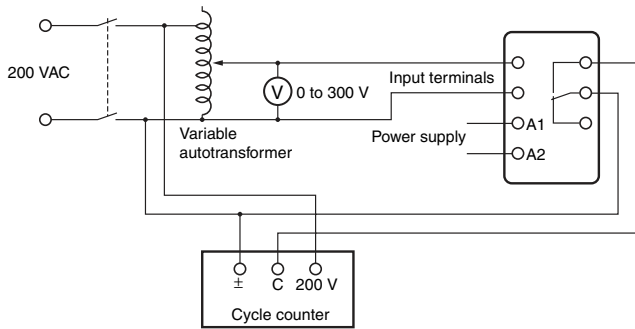 200 VAC
V
0 to 300 V
Variable
autotransformer
Input terminals
Power supply
A1
A2
± C 200 V
Cycle counter